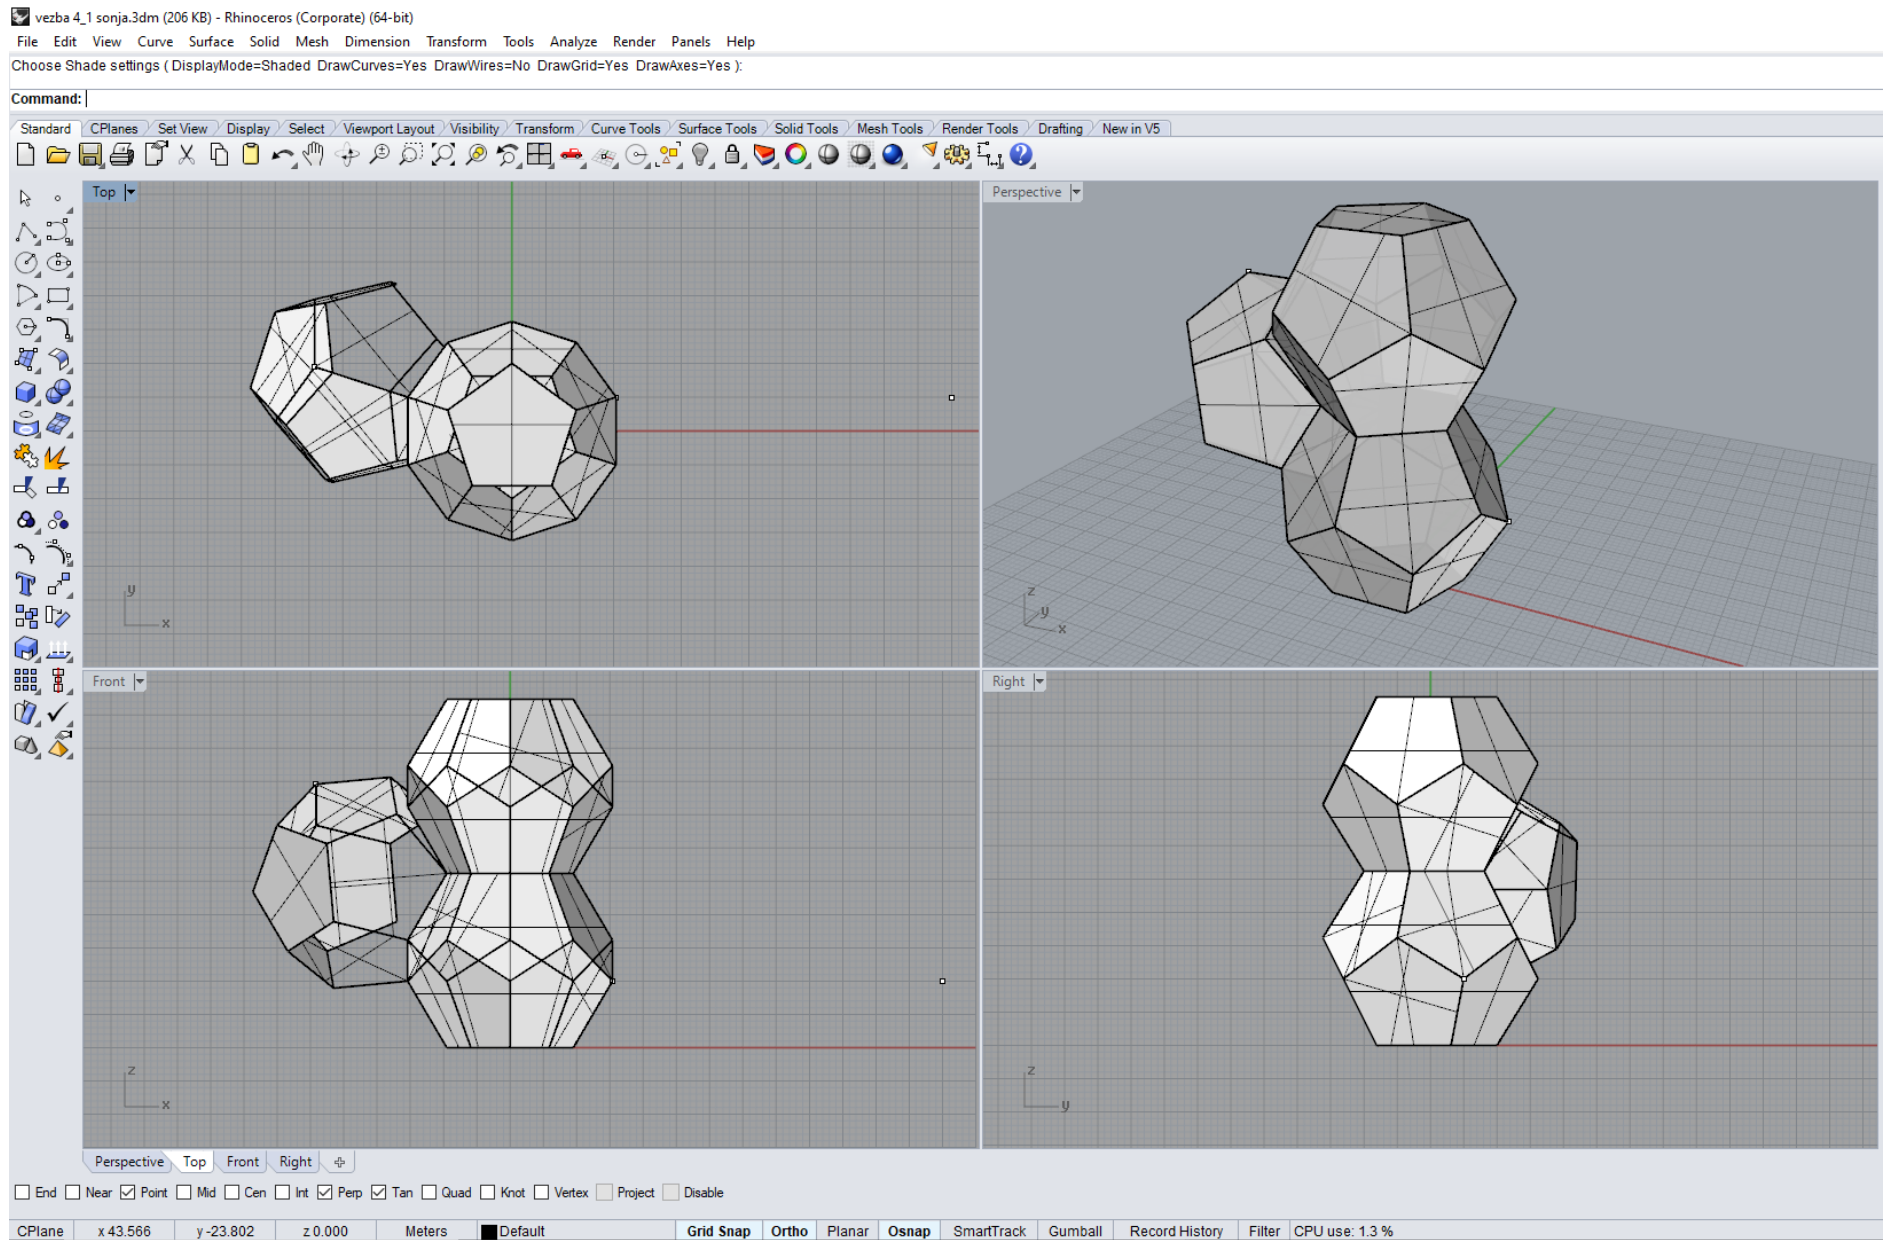 vezba 4_1 sonja.3dm (206 KB) - Rhinoceros (Corporate) (64-bit)
File Edit View Curve Surface Solid Mesh Dimension Transform Tools Analyze Render Panels Help
Choose Shade settings ( DisplayMode=Shaded DrawCurves=Yes DrawWires=No DrawGrid=Yes DrawAxes=Yes ):
Command:
Standard CPlanes Set View Display Select Viewport Layout Visibility Transform Curve Tools Surface Tools Solid Tools Mesh Tools Render Tools Drafting New in V5
Top
y
x
Perspective
z
y
x
Front
z
x
Right
z
y
Perspective Top Front Right
End Near Point Mid Cen Int Perp Tan Quad Knot Vertex Project Disable
CPlane x 43.566 y -23.802 z 0.000 Meters Default Grid Snap Ortho Planar Osnap SmartTrack Gumball Record History Filter CPU use: 1.3 %